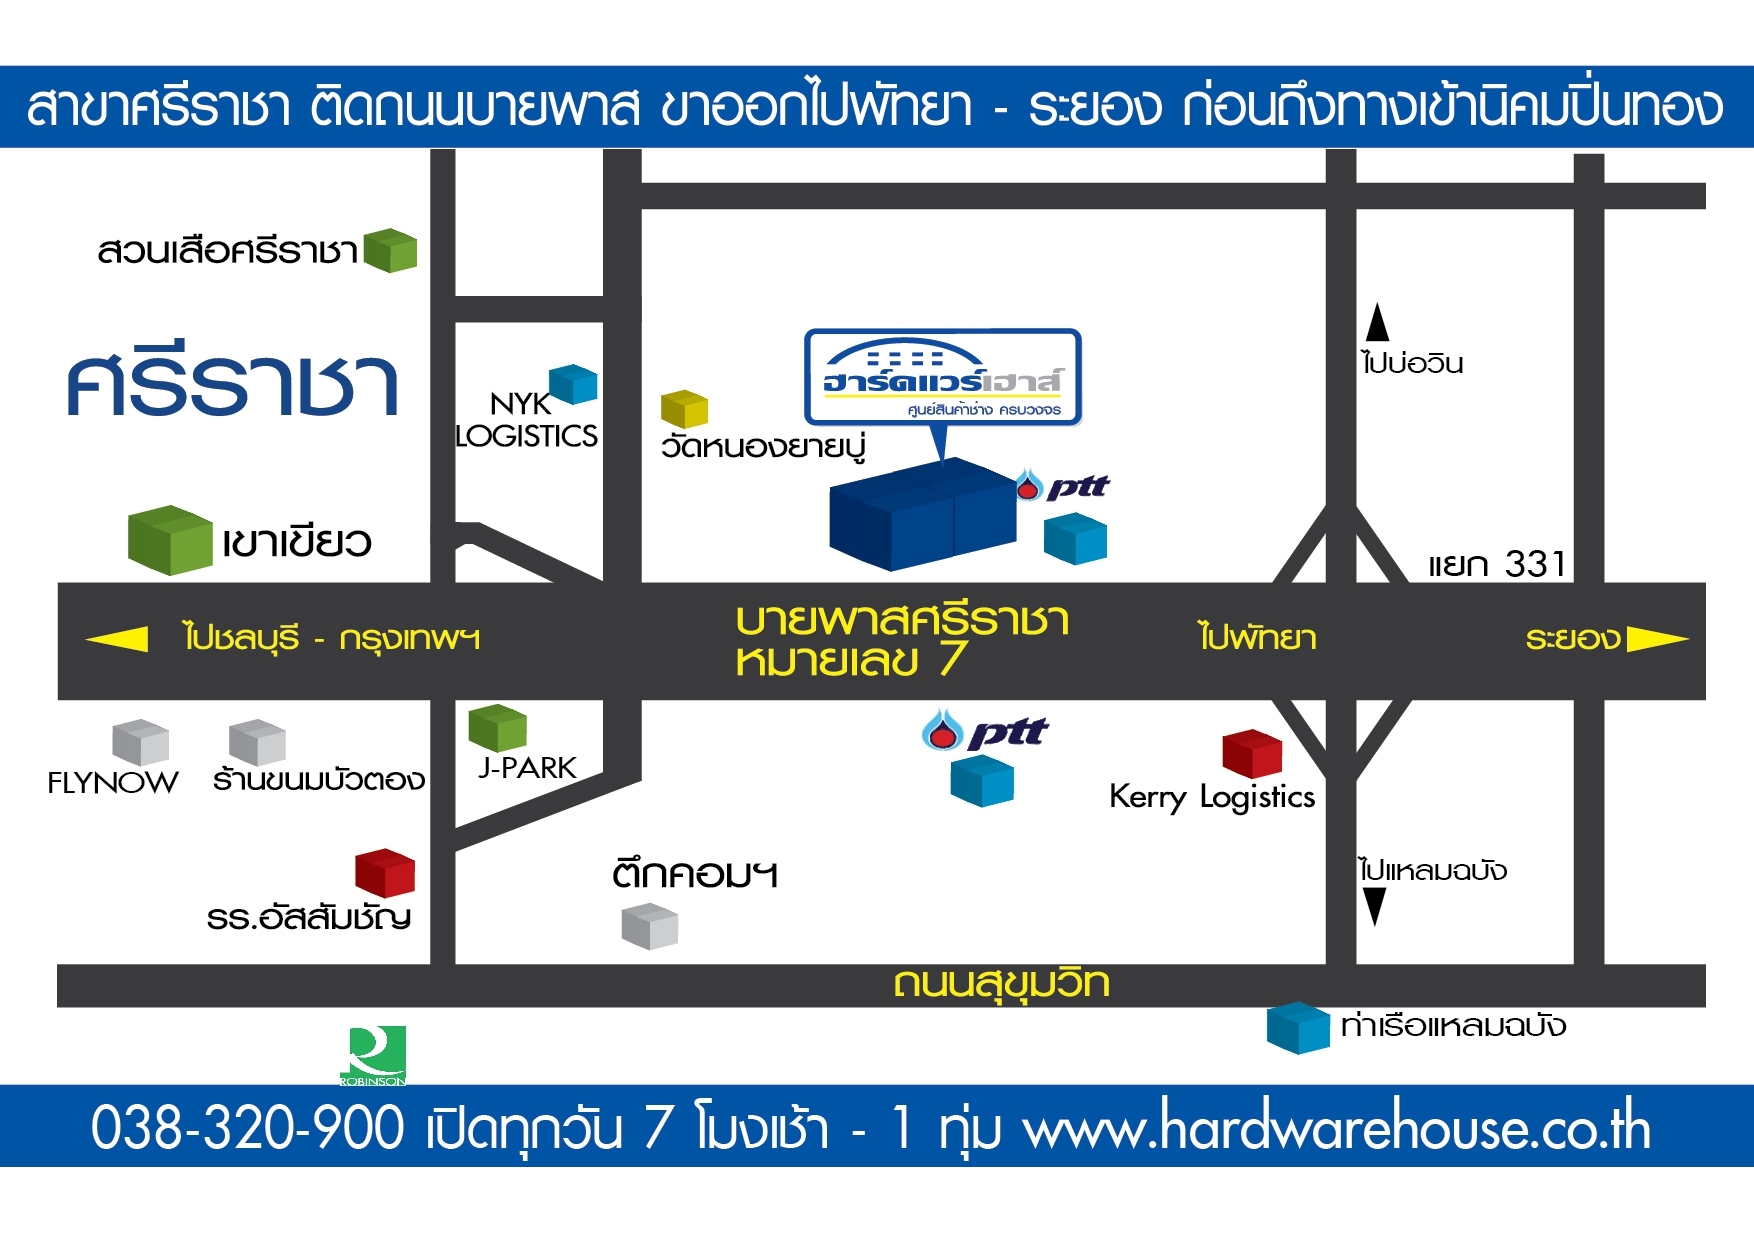 สาขาศรีราชา ติดถนนบายพาส ขาออกไปพัทยา - ระยอง ก่อนถึงทางเข้านิคมปิ่นทอง
สวนเสือศรีราชา
ศรีราชา
NYK
LOGISTICS
วัดหนองยายบู่
ฮาร์ดแวร์เฮาส์
ศูนย์สินค้าช่าง ครบวงจร
ptt
ไปบ่อวิน
เขาเขียว
แยก 331
ไปชลบุรี - กรุงเทพฯ
บายพาสศรีราชา
หมายเลข 7
ไปพัทยา
ระยอง
FLYNOW
ร้านขนมบัวตอง
J-PARK
ptt
Kerry Logistics
รร.อัสสัมชัญ
ตึกคอมฯ
ไปแหลมฉบัง
ถนนสุขุมวิท
ท่าเรือแหลมฉบัง
ROBINSON
038-320-900 เปิดทุกวัน 7 โมงเช้า - 1 ทุ่ม www.hardwarehouse.co.th